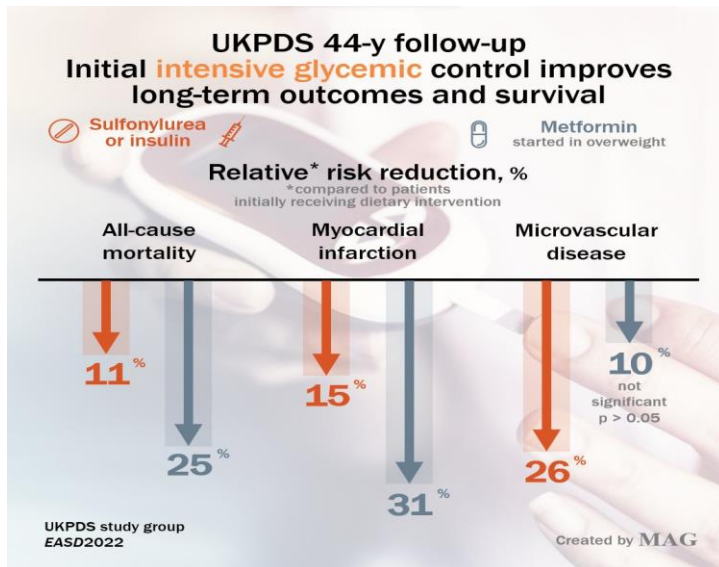 UKPDS 44-y follow-up
Initial intensive glycemic control improves
long-term outcomes and survival
Sulfonylurea
or insulin
Metformin
started in overweight
Relative* risk reduction, %
*compared to patients
initially receiving dietary intervention
All-cause
mortality
Myocardial
infarction
Microvascular
disease
11 %
25 %
15 %
31 %
26 %
10 %
not
significant
p > 0.05
UKPDS study group
EASD2022
Created by MAG